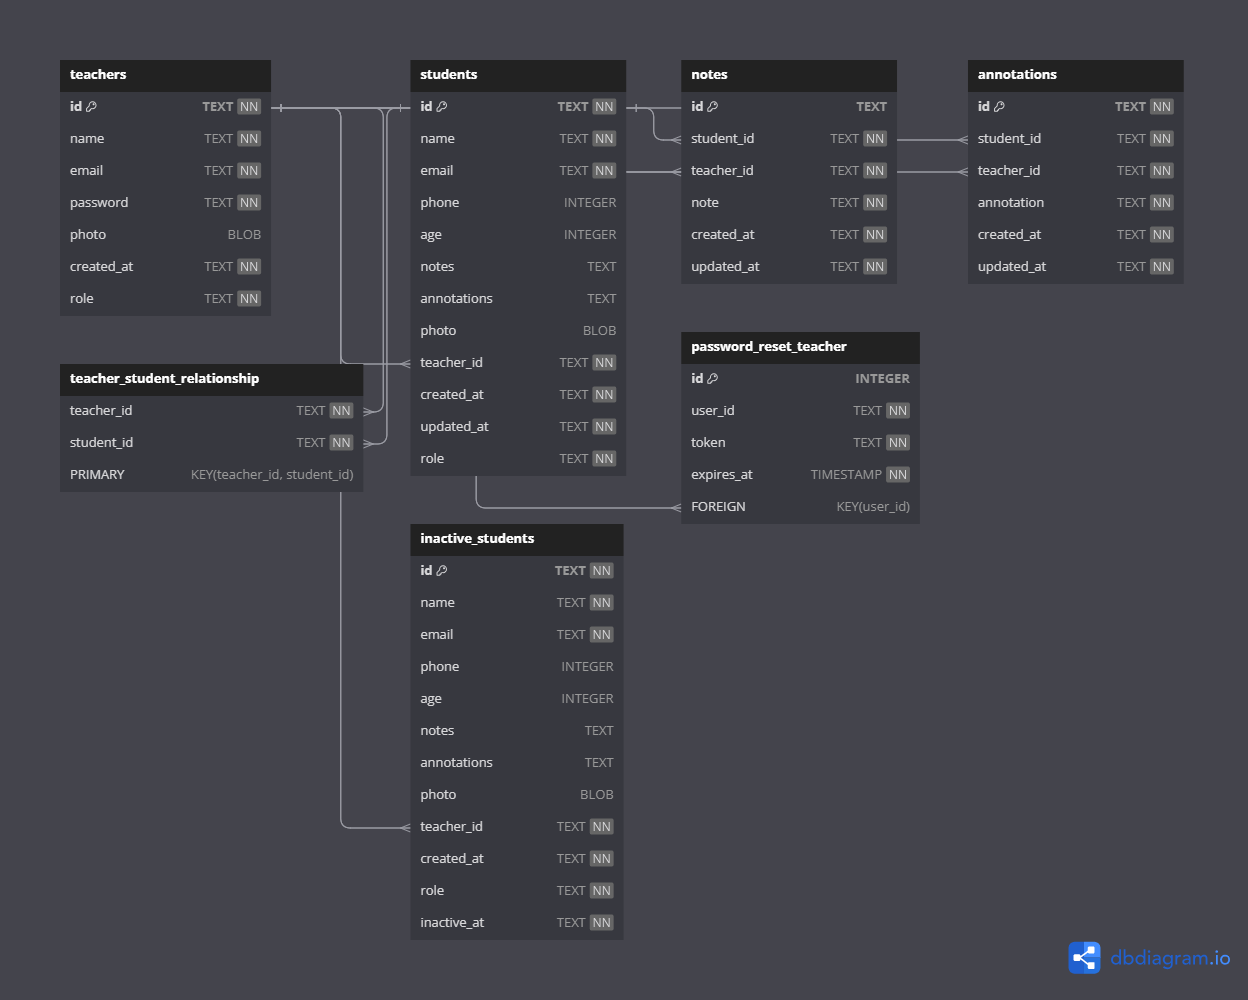 teachers
id TEXT NN
name TEXT NN
email TEXT NN
password TEXT NN
photo BLOB
created_at TEXT NN
role TEXT NN
students
id TEXT NN
name TEXT NN
email TEXT NN
phone INTEGER
age INTEGER
notes TEXT
annotations TEXT
photo BLOB
teacher_id TEXT NN
created_at TEXT NN
updated_at TEXT NN
role TEXT NN
notes
id TEXT
student_id TEXT NN
teacher_id TEXT NN
note TEXT NN
created_at TEXT NN
updated_at TEXT NN
annotations
id TEXT NN
student_id TEXT NN
teacher_id TEXT NN
annotation TEXT NN
created_at TEXT NN
updated_at TEXT NN
teacher_student_relationship
teacher_id TEXT NN
student_id TEXT NN
PRIMARY KEY(teacher_id, student_id)
password_reset_teacher
id INTEGER
user_id TEXT NN
token TEXT NN
expires_at TIMESTAMP NN
FOREIGN KEY(user_id)
inactive_students
id TEXT NN
name TEXT NN
email TEXT NN
phone INTEGER
age INTEGER
notes TEXT
annotations TEXT
photo BLOB
teacher_id TEXT NN
created_at TEXT NN
role TEXT NN
inactive_at TEXT NN
dbdiagram.io